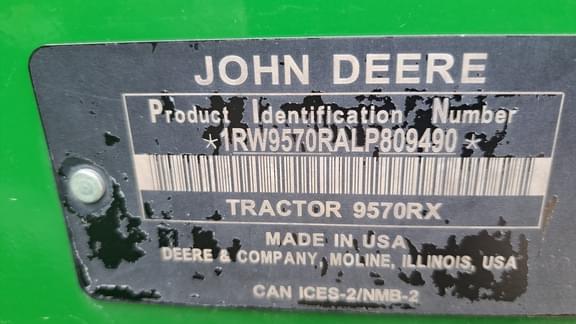 JOHN DEERE
Product Identification Number
*1RW9570RALP809490*
TRACTOR 9570RX
MADE IN USA
DEERE & COMPANY, MOLINE, ILLINOIS, USA
CAN ICES-2/NMB-2